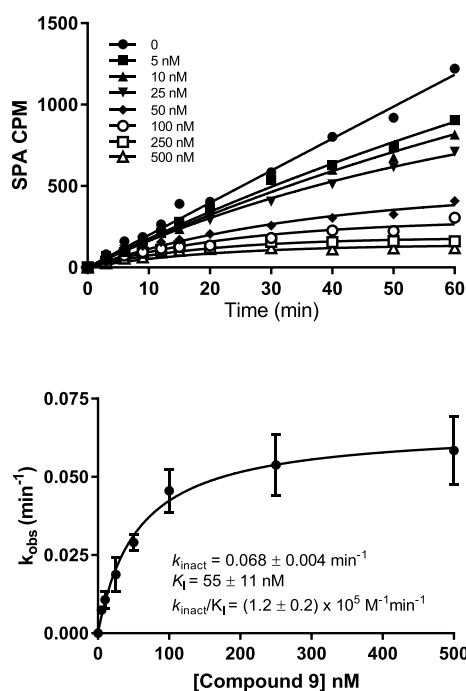 1500
1000
500
0
SPA CPM
0
5 nM
10 nM
25 nM
50 nM
100 nM
250 nM
500 nM
0 10 20 30 40 50 60
Time (min)
0.075
0.050
0.025
0.000
kobs (min-1)
kinact = 0.068 ± 0.004 min-1
KI = 55 ± 11 nM
kinact/KI = (1.2 ± 0.2) x 105 M-1min-1
0 100 200 300 400 500
[Compound 9] nM